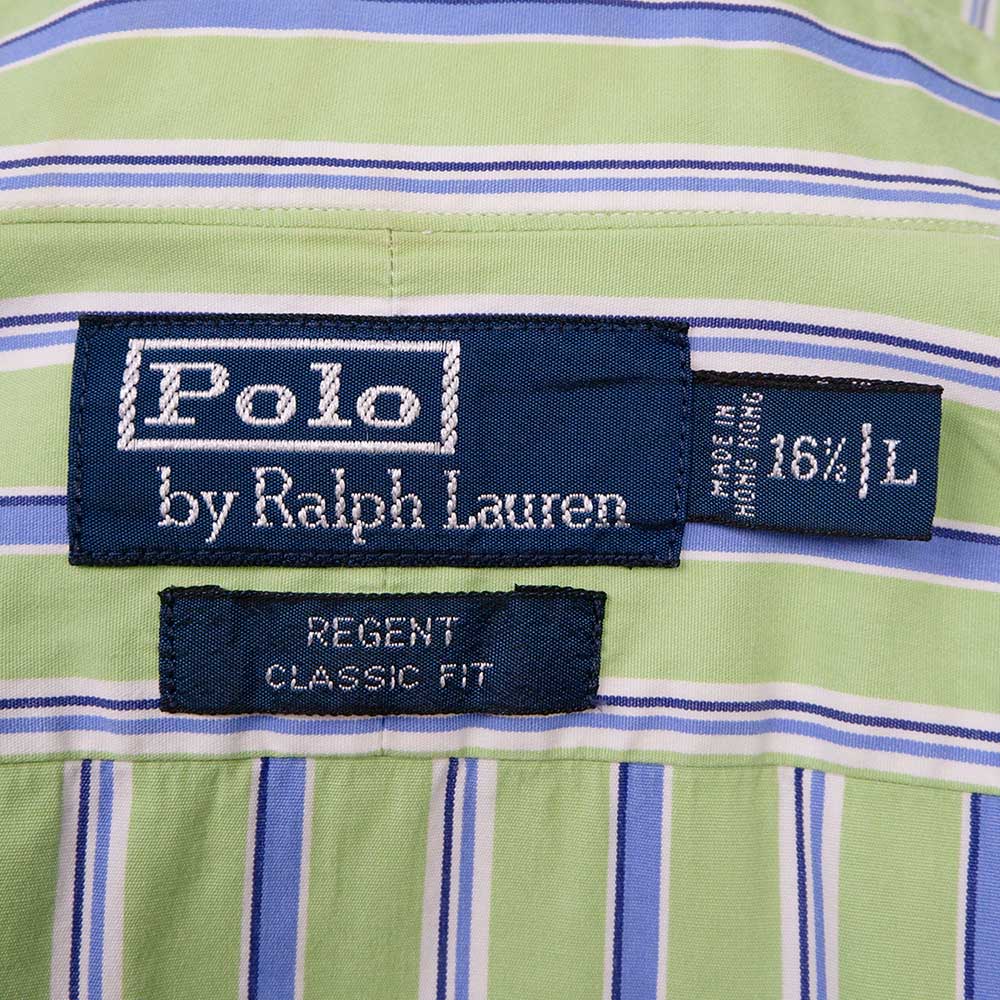 Polo
by Ralph Lauren
MADE IN
HONG KONG
16½ | L
REGENT
CLASSIC FIT